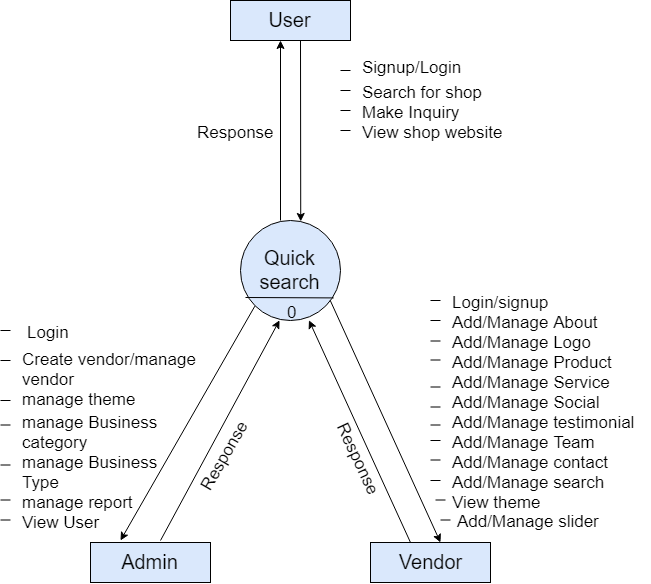 User
– Signup/Login
– Search for shop
– Make Inquiry
– View shop website
Response
Quick
search
0
– Login
– Create vendor/manage
vendor
– manage theme
– manage Business
category
– manage Business
Type
– manage report
– View User
Response
Response
– Login/signup
– Add/Manage About
– Add/Manage Logo
– Add/Manage Product
– Add/Manage Service
– Add/Manage Social
– Add/Manage testimonial
– Add/Manage Team
– Add/Manage contact
– Add/Manage search
– View theme
– Add/Manage slider
Admin
Vendor